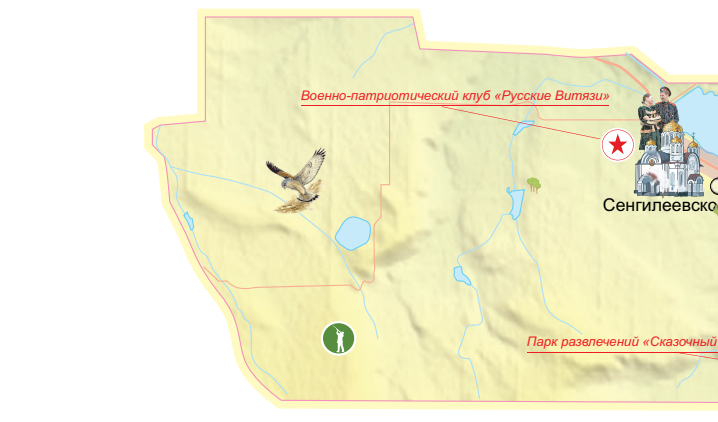 Военно-патриотический клуб «Русские Витязи»
Сенгилеевско
Парк развлечений «Сказочный